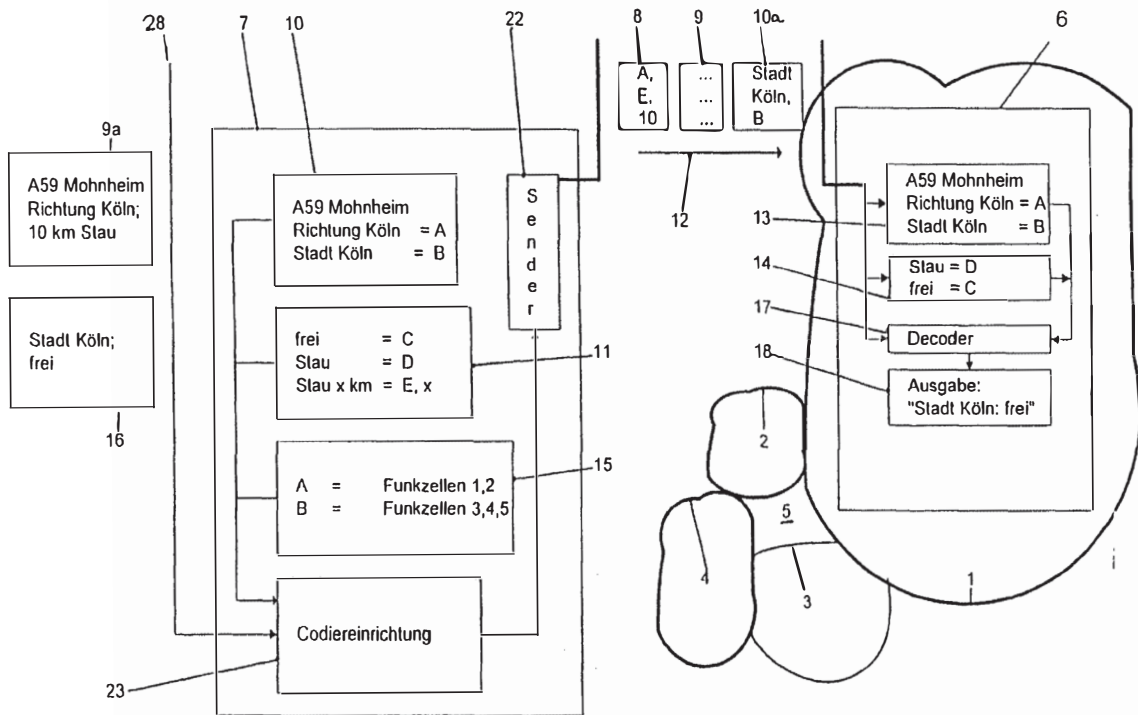 28
7
10
22
8
9
10a
6
9a
A59 Mohnheim
Richtung Köln;
10 km Stau
A59 Mohnheim
Richtung Köln = A
Stadt Köln = B
Sender
A,
E,
10
...
...
...
Stadt
Köln,
B
12
A59 Mohnheim
Richtung Köln = A
Stadt Köln = B
13
Stau = D
frei = C
14
17
Decoder
18
Ausgabe:
"Stadt Köln: frei"
Stadt Köln;
frei
16
frei = C
Stau = D
Stau x km = E, x
11
A = Funkzellen 1,2
B = Funkzellen 3,4,5
15
Codiereinrichtung
23
2
5
4
3
1